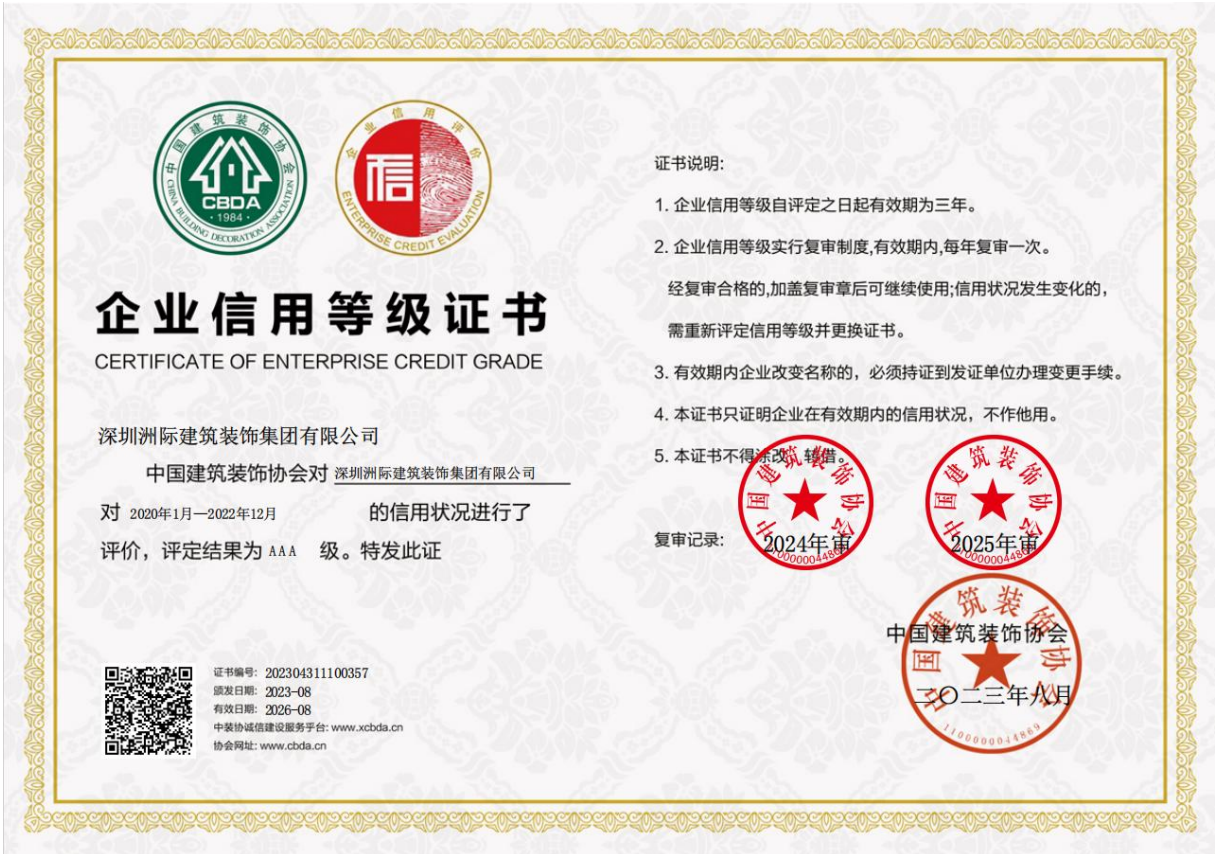 中国建筑装饰协会
CBDA
·1984·
CHINA BUILDING DECORATION ASSOCIATION
企业信用评价
信
ENTERPRISE CREDIT EVALUATION
企业信用等级证书
CERTIFICATE OF ENTERPRISE CREDIT GRADE
深圳洲际建筑装饰集团有限公司
中国建筑装饰协会对 深圳洲际建筑装饰集团有限公司
对 2020年1月—2022年12月 的信用状况进行了
评价，评定结果为 AAA 级。特发此证
证书编号: 202304311100357
颁发日期: 2023-08
有效日期: 2026-08
中装协诚信建设服务平台: www.xcbda.cn
协会网址: www.cbda.cn
证书说明:
1. 企业信用等级自评定之日起有效期为三年。
2. 企业信用等级实行复审制度,有效期内,每年复审一次。
经复审合格的,加盖复审章后可继续使用;信用状况发生变化的，
需重新评定信用等级并更换证书。
3. 有效期内企业改变名称的，必须持证到发证单位办理变更手续。
4. 本证书只证明企业在有效期内的信用状况，不作他用。
5. 本证书不得涂改、转借。
复审记录:
中国建筑装饰协会
2024年审
中国建筑装饰协会
2025年审
中国建筑装饰协会
中国建筑装饰协会
二〇二三年八月
1100000044869